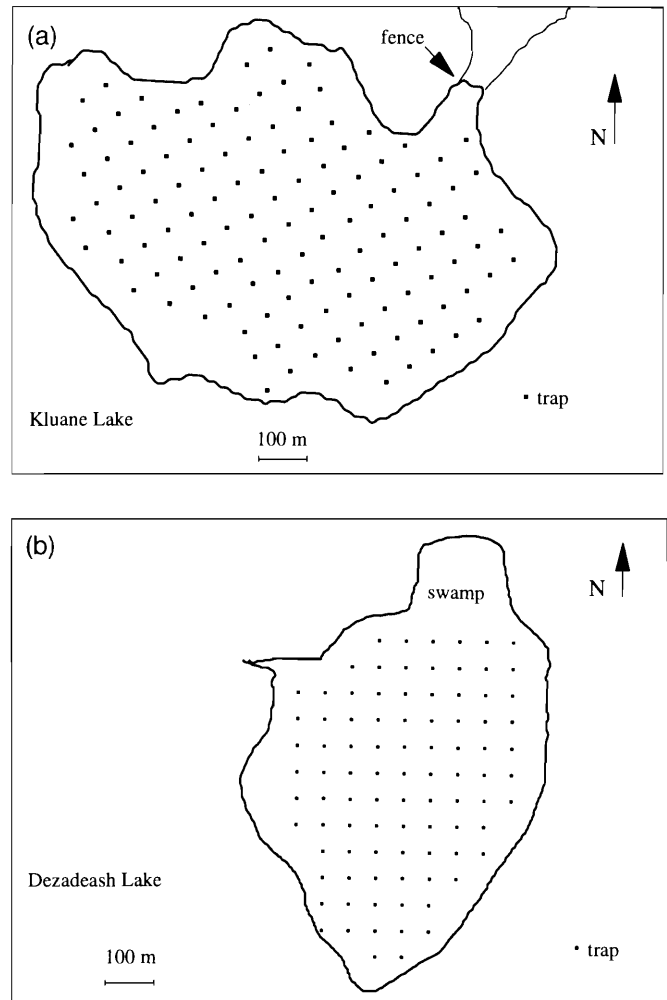 (a)
fence
N
trap
Kluane Lake
100 m
(b)
N
swamp
Dezadeash Lake
trap
100 m